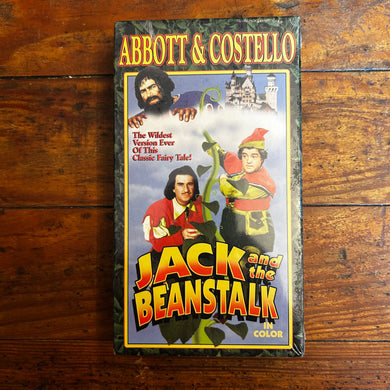 ABBOTT & COSTELLO
The Wildest
Version Ever
Of This
Classic Fairy Tale!
JACK
and the
BEANSTALK
IN
COLOR